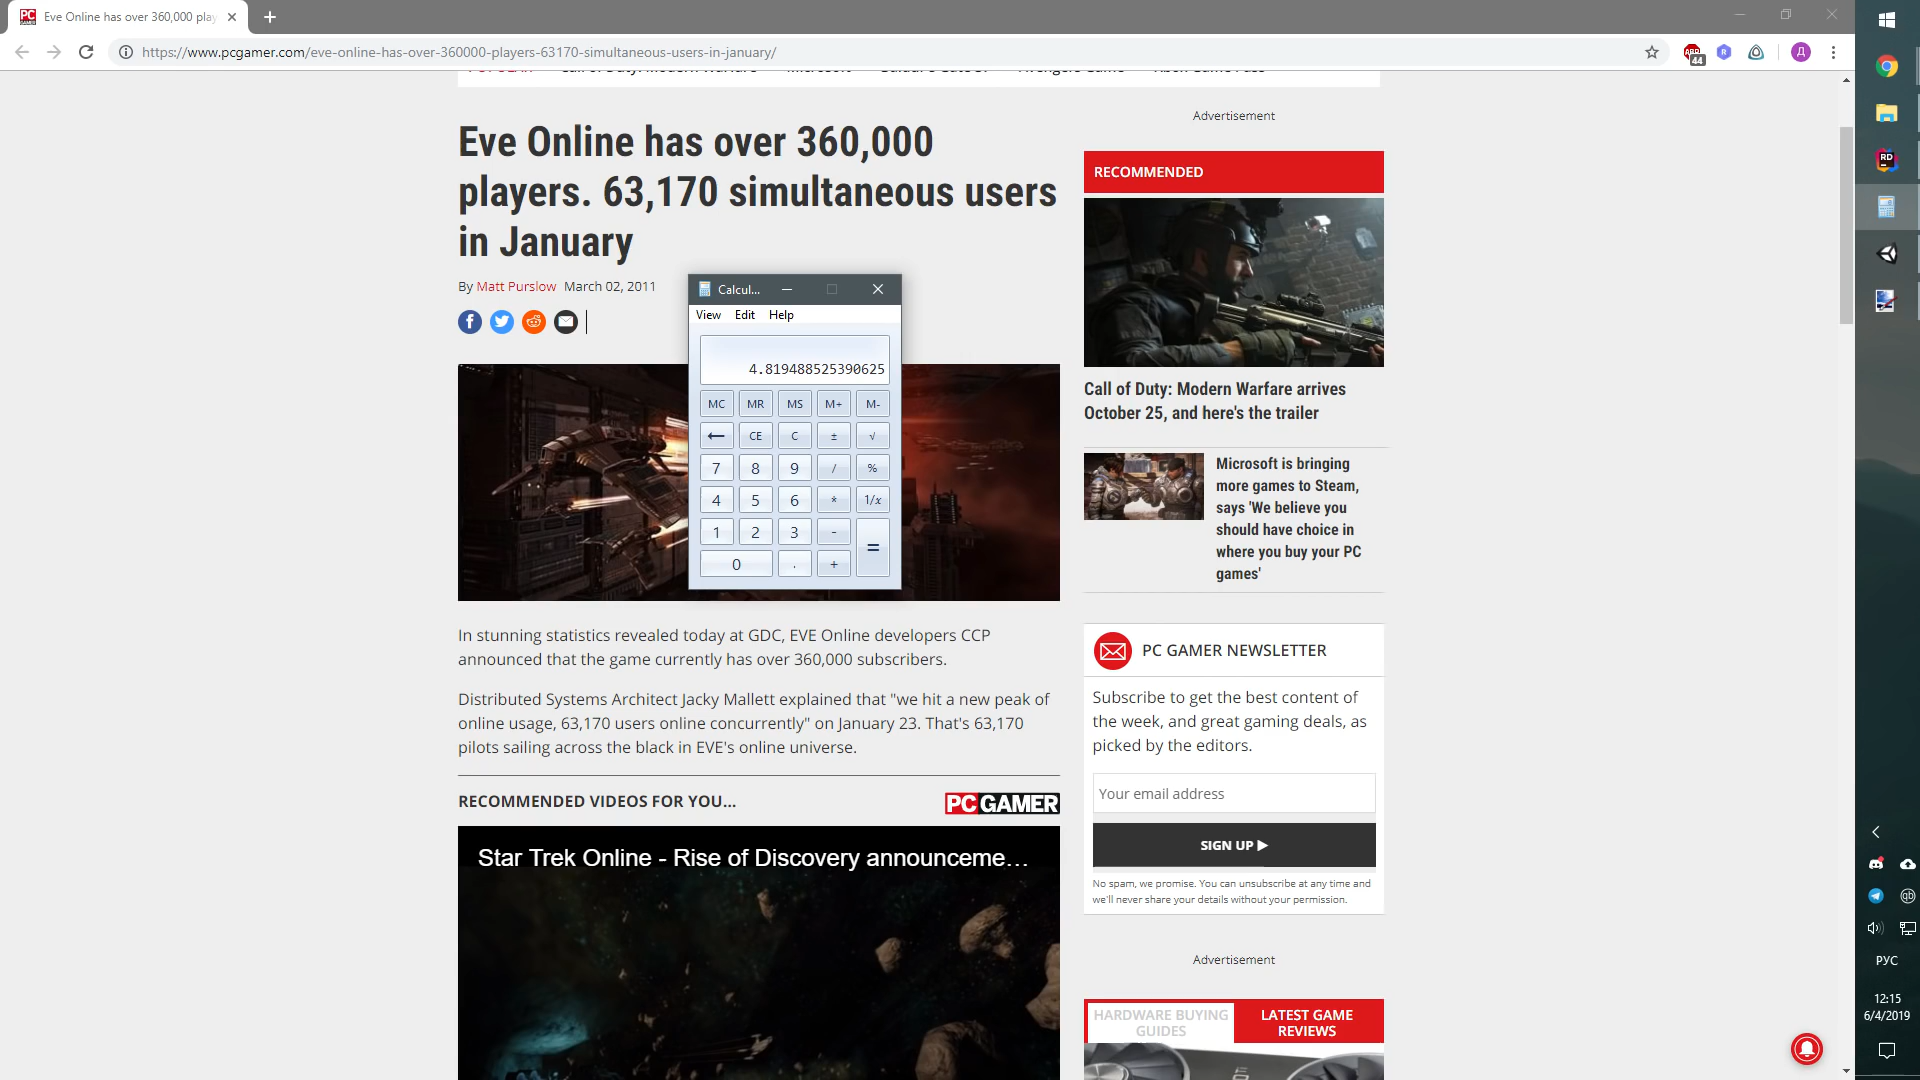 PC GAMER
Eve Online has over 360,000 play
https://www.pcgamer.com/eve-online-has-over-360000-players-63170-simultaneous-users-in-january/
ABP
44
R
Д
Advertisement
Eve Online has over 360,000
players. 63,170 simultaneous users
in January
By Matt Purslow March 02, 2011
Calcul...
View Edit Help
4.819488525390625
MC MR MS M+ M-
← CE C ± √
7 8 9 / %
4 5 6 * 1/x
1 2 3 - =
0 . +
In stunning statistics revealed today at GDC, EVE Online developers CCP
announced that the game currently has over 360,000 subscribers.
Distributed Systems Architect Jacky Mallett explained that "we hit a new peak of
online usage, 63,170 users online concurrently" on January 23. That's 63,170
pilots sailing across the black in EVE's online universe.
RECOMMENDED VIDEOS FOR YOU...
PC GAMER
Star Trek Online - Rise of Discovery announceme...
RECOMMENDED
Call of Duty: Modern Warfare arrives
October 25, and here's the trailer
Microsoft is bringing
more games to Steam,
says 'We believe you
should have choice in
where you buy your PC
games'
PC GAMER NEWSLETTER
Subscribe to get the best content of
the week, and great gaming deals, as
picked by the editors.
Your email address
SIGN UP ▶
No spam, we promise. You can unsubscribe at any time and
we'll never share your details without your permission.
Advertisement
HARDWARE BUYING
GUIDES
LATEST GAME
REVIEWS
RD
qb
РУС
12:15
6/4/2019